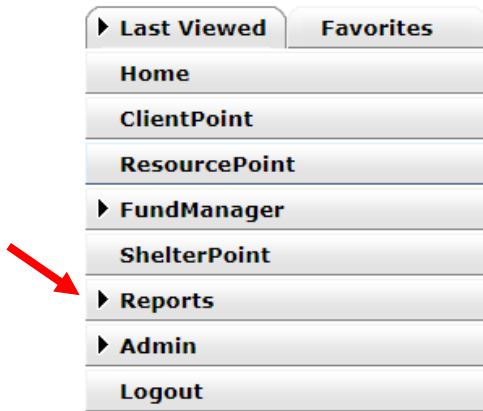 Last Viewed Favorites
Home
ClientPoint
ResourcePoint
FundManager
ShelterPoint
Reports
Admin
Logout